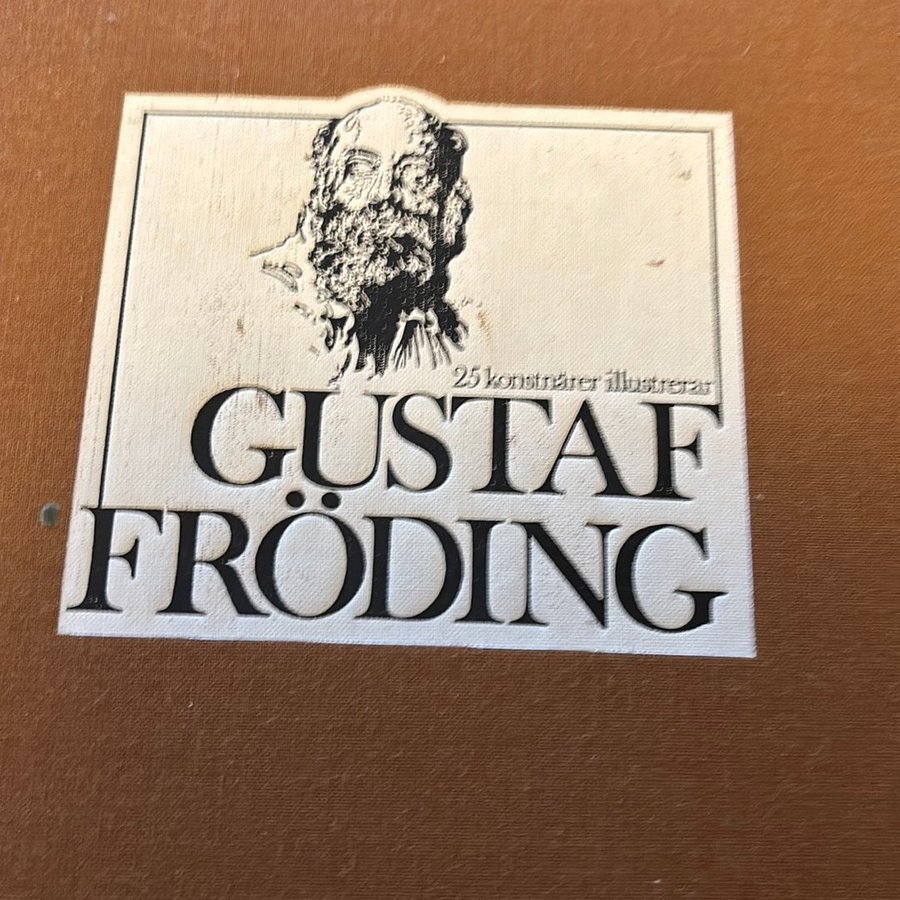 25 konstnärer illustrerar
GUSTAF
FRÖDING